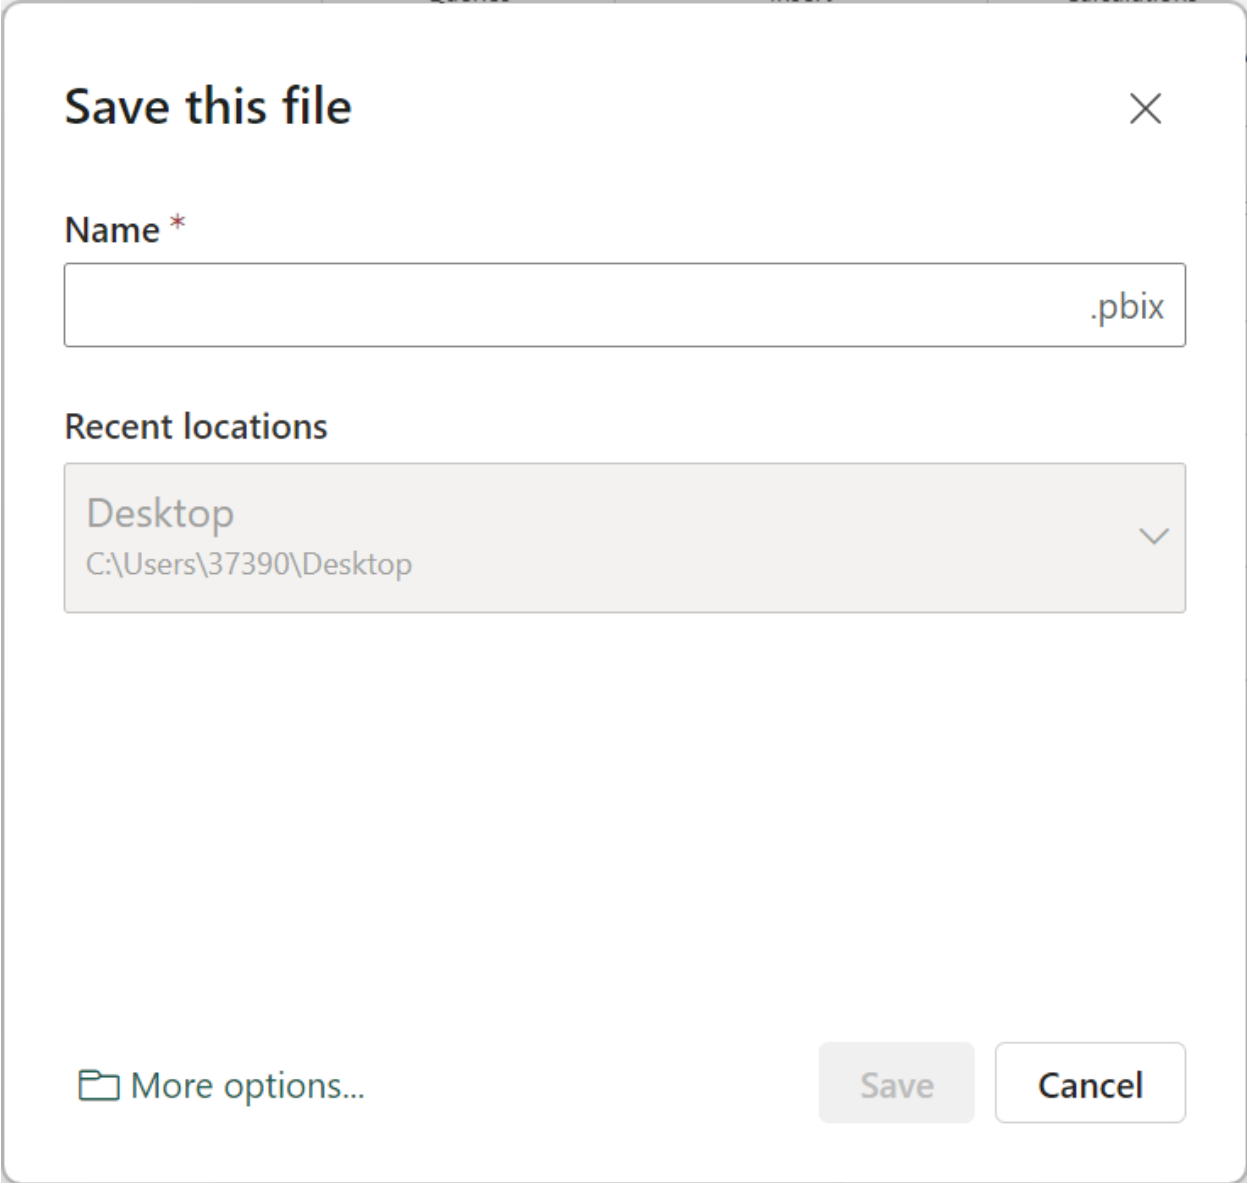 Save this file
Name *
.pbix
Recent locations
Desktop
C:\Users\37390\Desktop
More options...
Save
Cancel